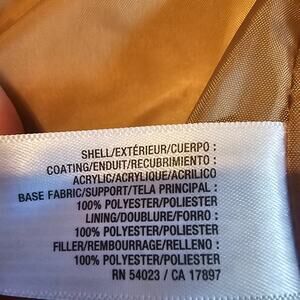 SHELL/EXTÉRIEUR/CUERPO :
COATING/ENDUIT/RECUBRIMIENTO :
ACRYLIC/ACRYLIQUE/ACRILICO
BASE FABRIC/SUPPORT/TELA PRINCIPAL :
100% POLYESTER/POLIESTER
LINING/DOUBLURE/FORRO :
100% POLYESTER/POLIESTER
FILLER/REMBOURRAGE/RELLENO :
100% POLYESTER/POLIESTER
RN 54023 / CA 17897